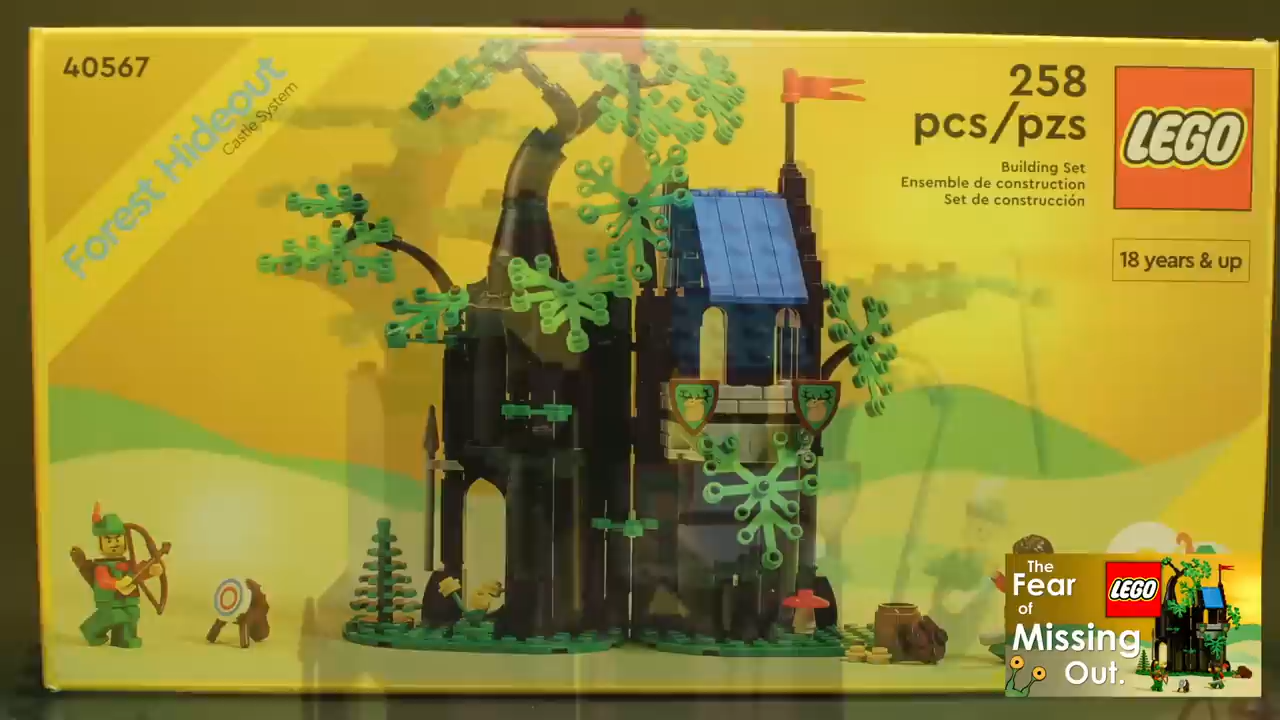 40567
Forest Hideout
Castle System
258
pcs/pzs
Building Set
Ensemble de construction
Set de construcción
LEGO
18 years & up
The
Fear
of
Missing
Out.
LEGO